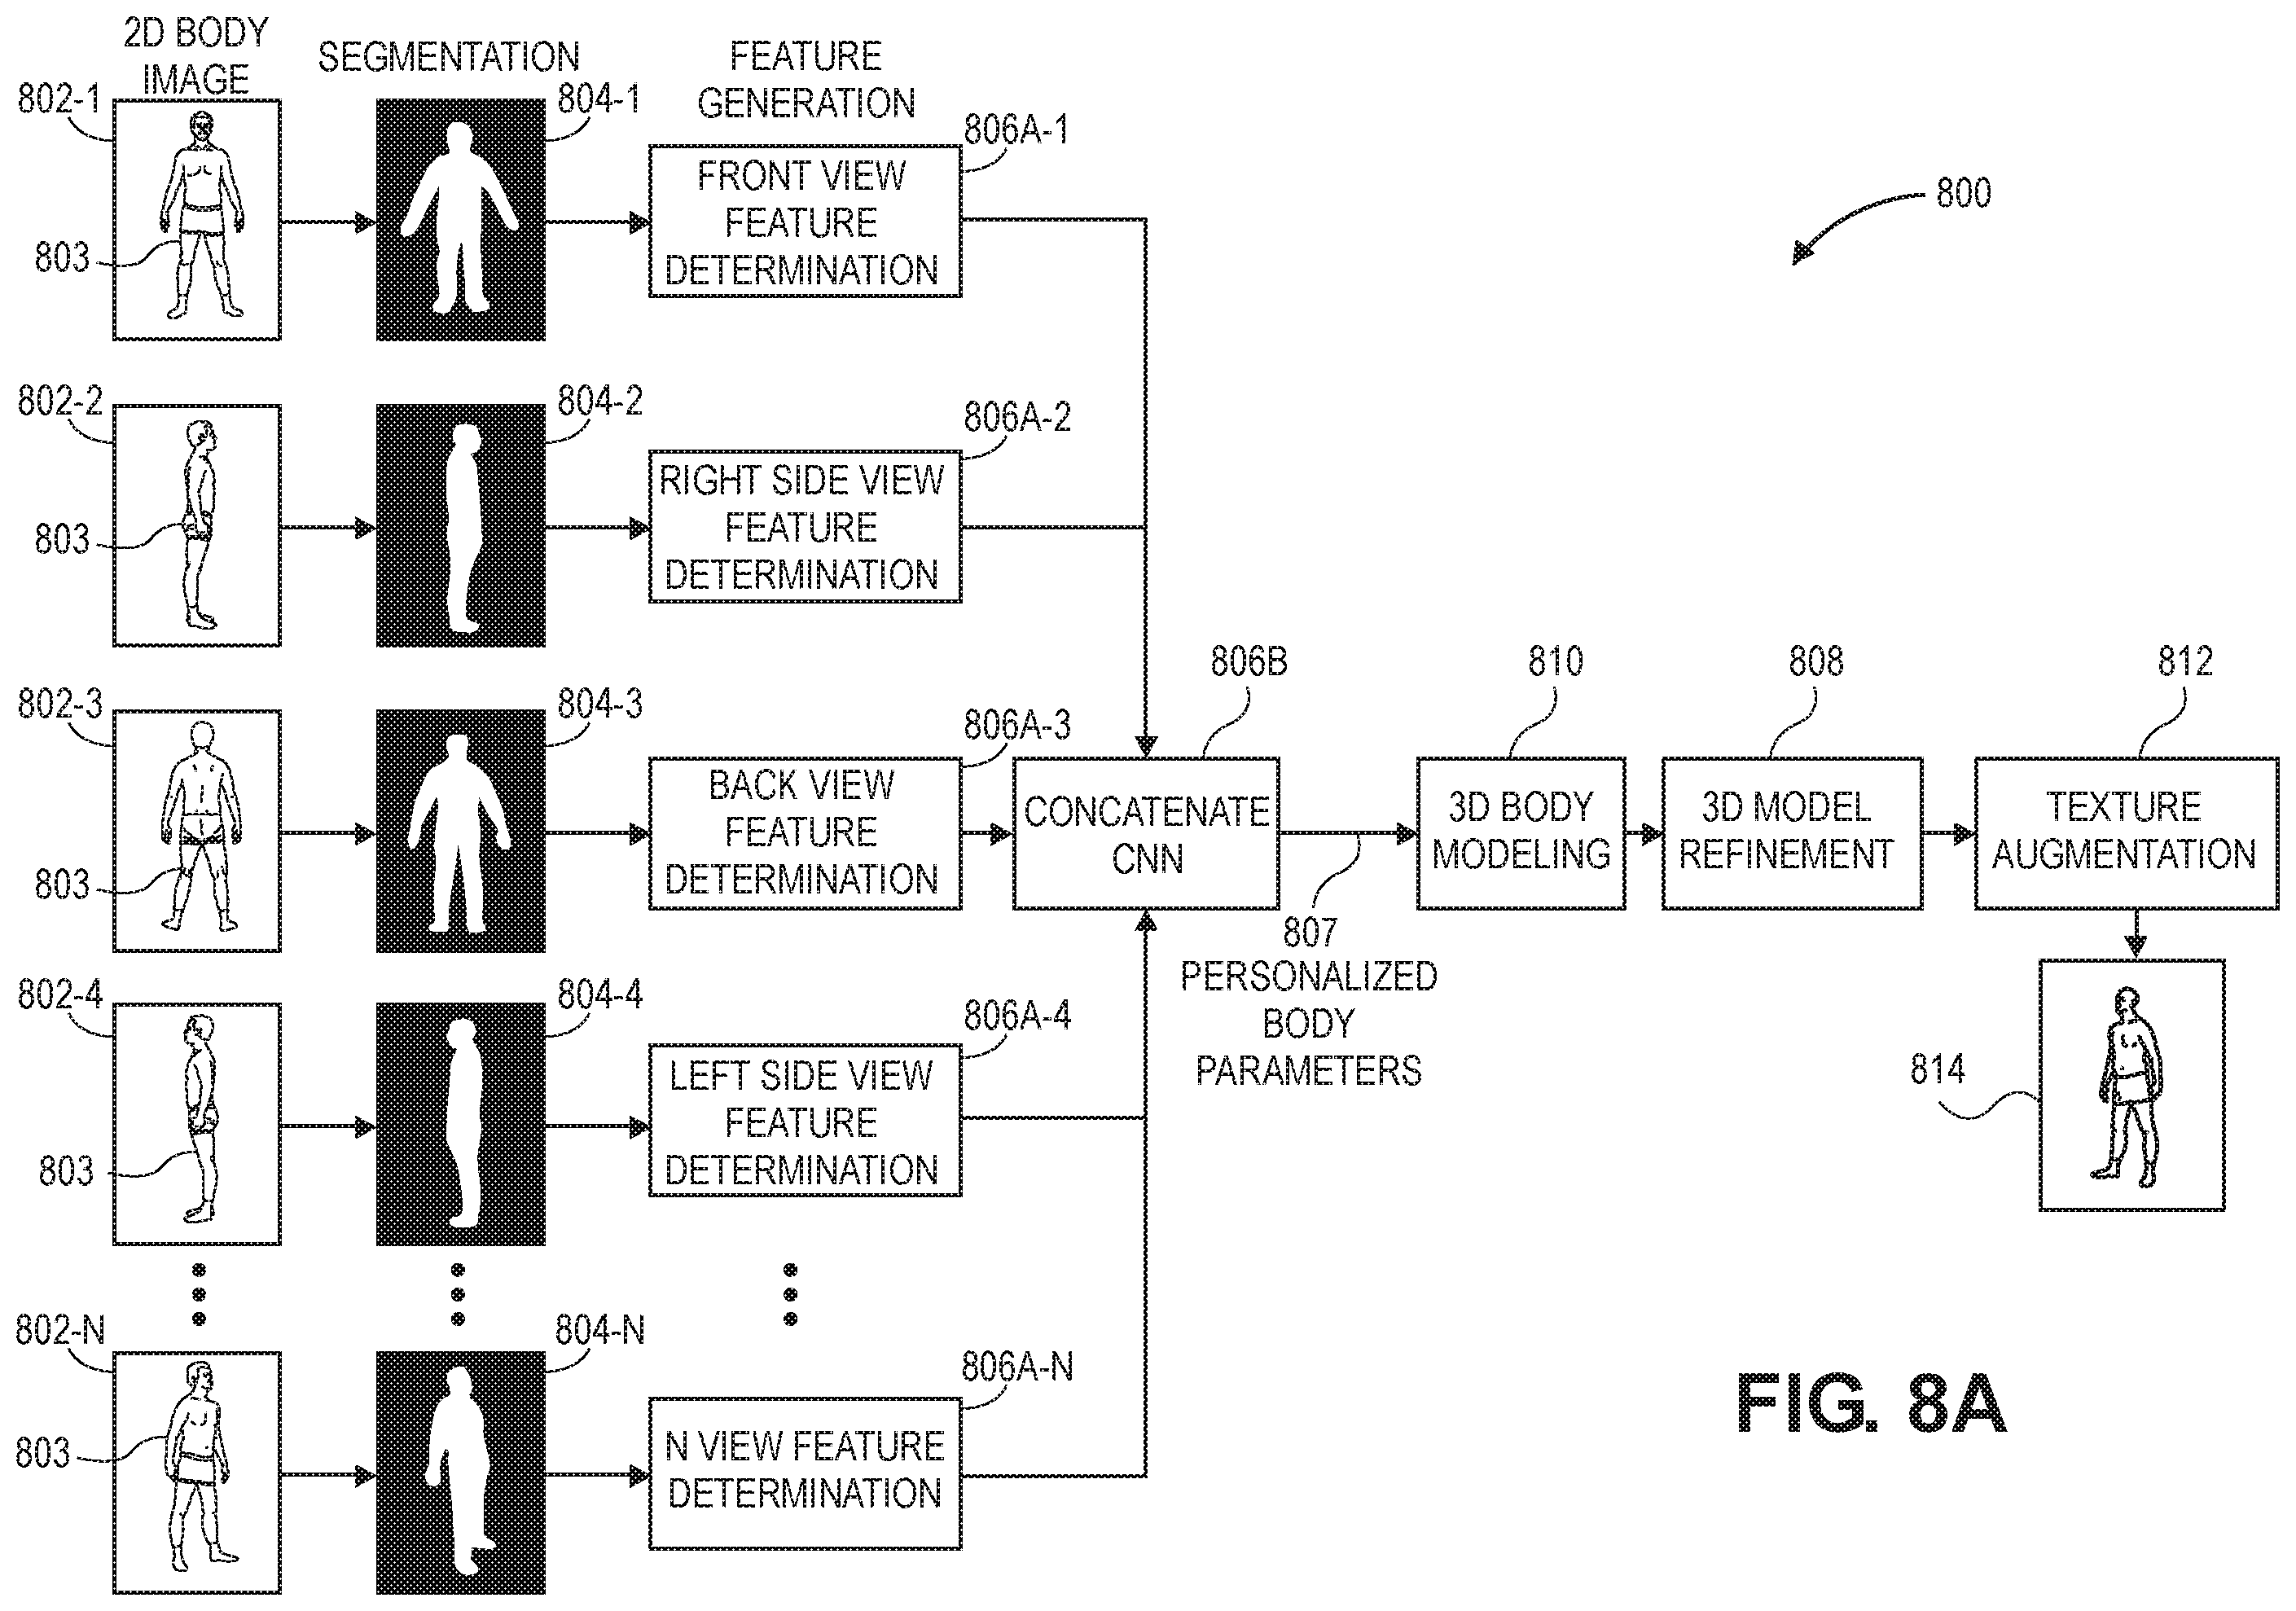 2D BODY
IMAGE
SEGMENTATION
FEATURE
GENERATION
802-1
804-1
806A-1
803
FRONT VIEW
FEATURE
DETERMINATION
800
802-2
804-2
806A-2
803
RIGHT SIDE VIEW
FEATURE
DETERMINATION
802-3
804-3
806A-3
803
BACK VIEW
FEATURE
DETERMINATION
806B
CONCATENATE
CNN
807
PERSONALIZED
BODY
PARAMETERS
810
3D BODY
MODELING
808
3D MODEL
REFINEMENT
812
TEXTURE
AUGMENTATION
814
802-4
804-4
806A-4
803
LEFT SIDE VIEW
FEATURE
DETERMINATION
802-N
804-N
806A-N
803
N VIEW FEATURE
DETERMINATION
FIG. 8A